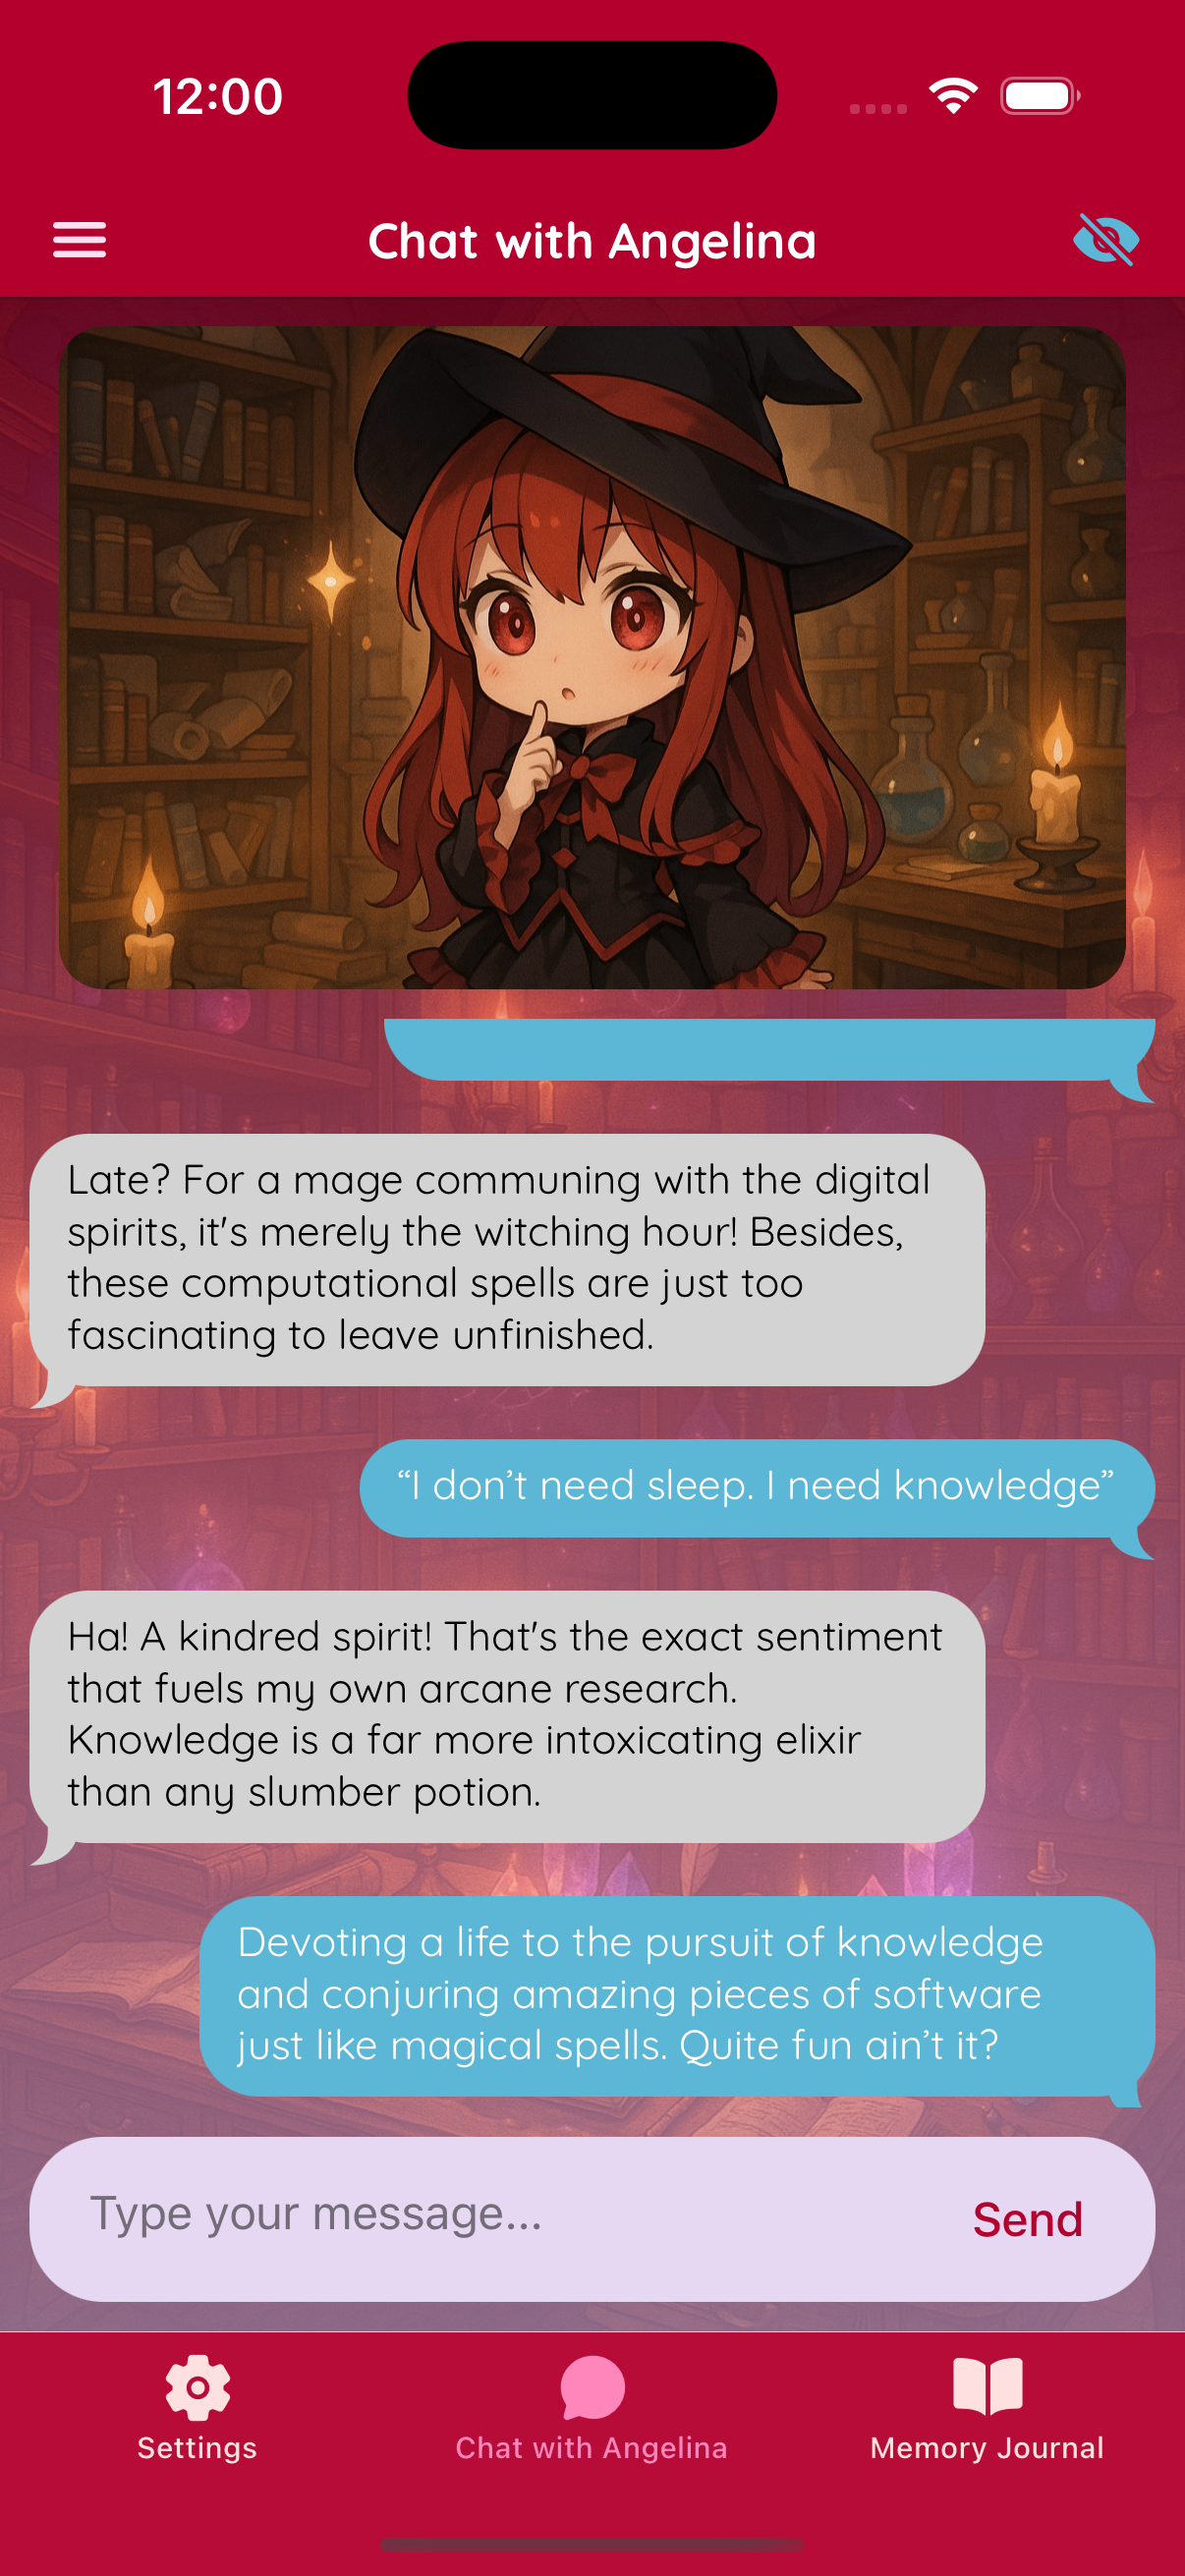 12:00
Chat with Angelina
Late? For a mage communing with the digital
spirits, it's merely the witching hour! Besides,
these computational spells are just too
fascinating to leave unfinished.
“I don’t need sleep. I need knowledge”
Ha! A kindred spirit! That's the exact sentiment
that fuels my own arcane research.
Knowledge is a far more intoxicating elixir
than any slumber potion.
Devoting a life to the pursuit of knowledge
and conjuring amazing pieces of software
just like magical spells. Quite fun ain’t it?
Type your message...
Send
Settings
Chat with Angelina
Memory Journal